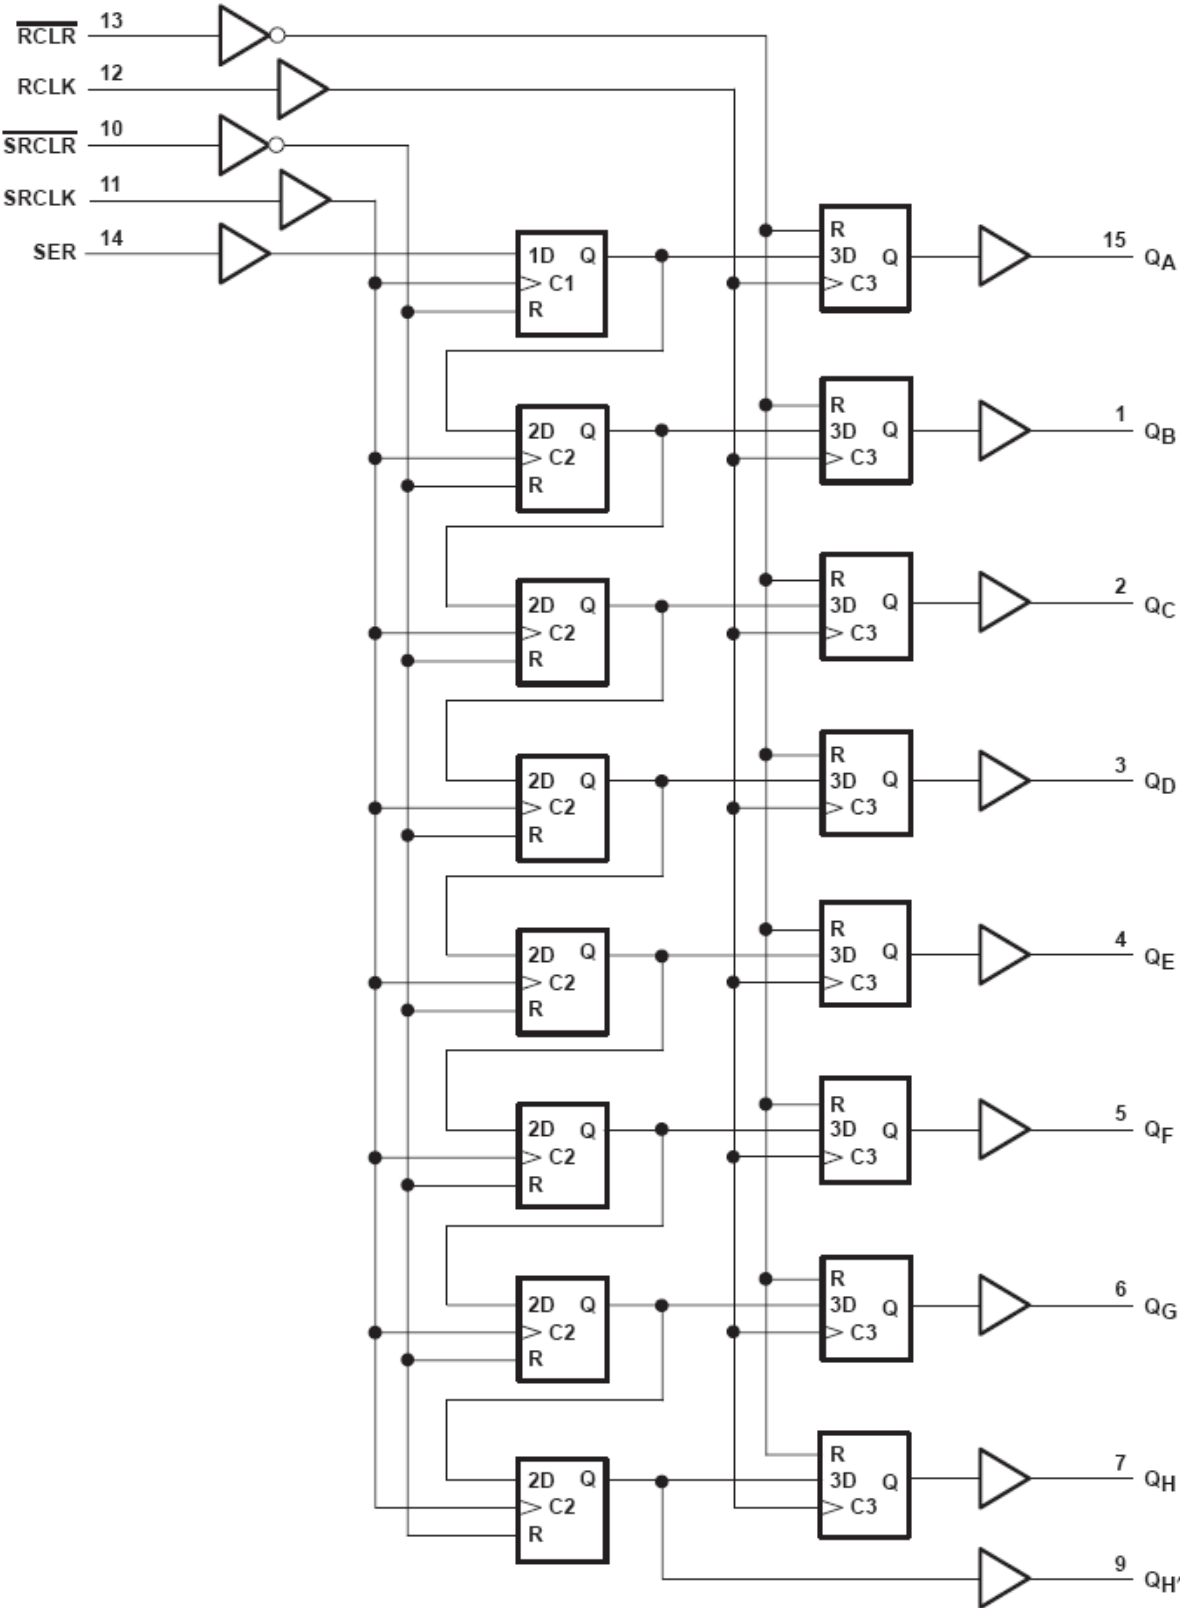 RCLR 13
RCLK 12
SRCLR 10
SRCLK 11
SER 14
1D Q
C1
R
R
3D Q
C3
15 QA
2D Q
C2
R
R
3D Q
C3
1 QB
2D Q
C2
R
R
3D Q
C3
2 QC
2D Q
C2
R
R
3D Q
C3
3 QD
2D Q
C2
R
R
3D Q
C3
4 QE
2D Q
C2
R
R
3D Q
C3
5 QF
2D Q
C2
R
R
3D Q
C3
6 QG
2D Q
C2
R
R
3D Q
C3
7 QH
9 QH'